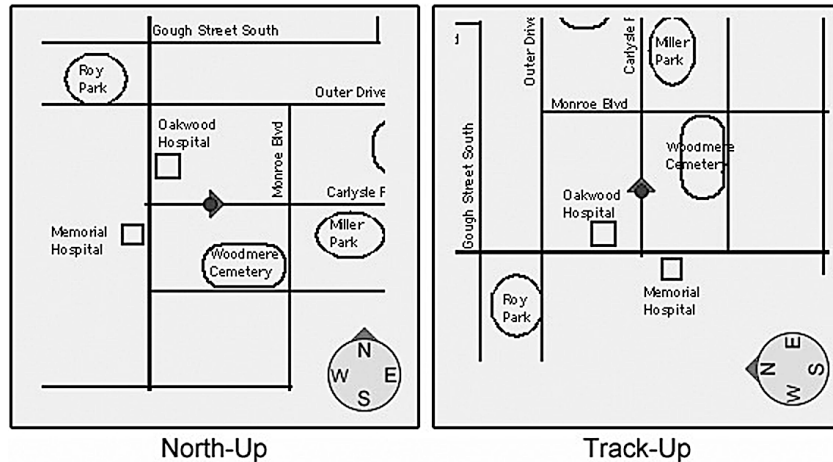 Gough Street South
Roy
Park
Outer Drive
Oakwood
Hospital
Monroe Blvd
Carlysle
Memorial
Hospital
Miller
Park
Woodmere
Cemetery
N
W E
S
North-Up
Outer Drive
Carlysle
Miller
Park
Monroe Blvd
Gough Street South
Woodmere
Cemetery
Oakwood
Hospital
Roy
Park
Memorial
Hospital
E
N S
W
Track-Up